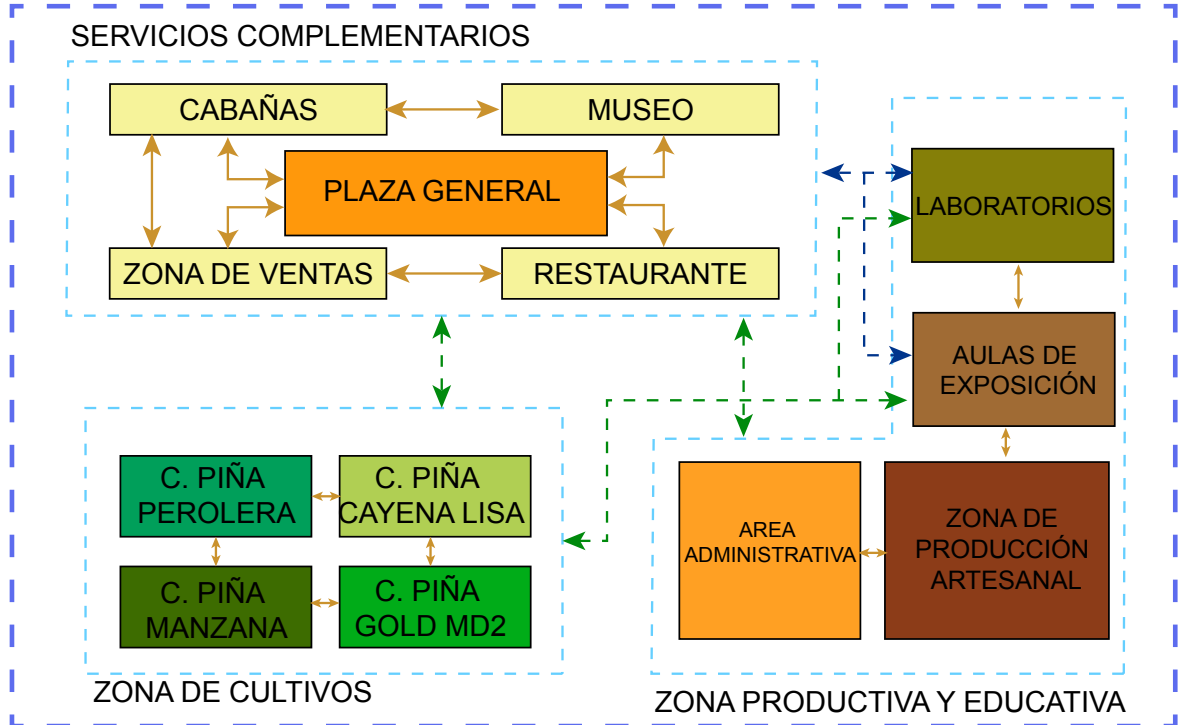 SERVICIOS COMPLEMENTARIOS
CABAÑAS
MUSEO
PLAZA GENERAL
ZONA DE VENTAS
RESTAURANTE
LABORATORIOS
AULAS DE
EXPOSICIÓN
C. PIÑA
PEROLERA
C. PIÑA
CAYENA LISA
C. PIÑA
MANZANA
C. PIÑA
GOLD MD2
AREA
ADMINISTRATIVA
ZONA DE
PRODUCCIÓN
ARTESANAL
ZONA DE CULTIVOS
ZONA PRODUCTIVA Y EDUCATIVA